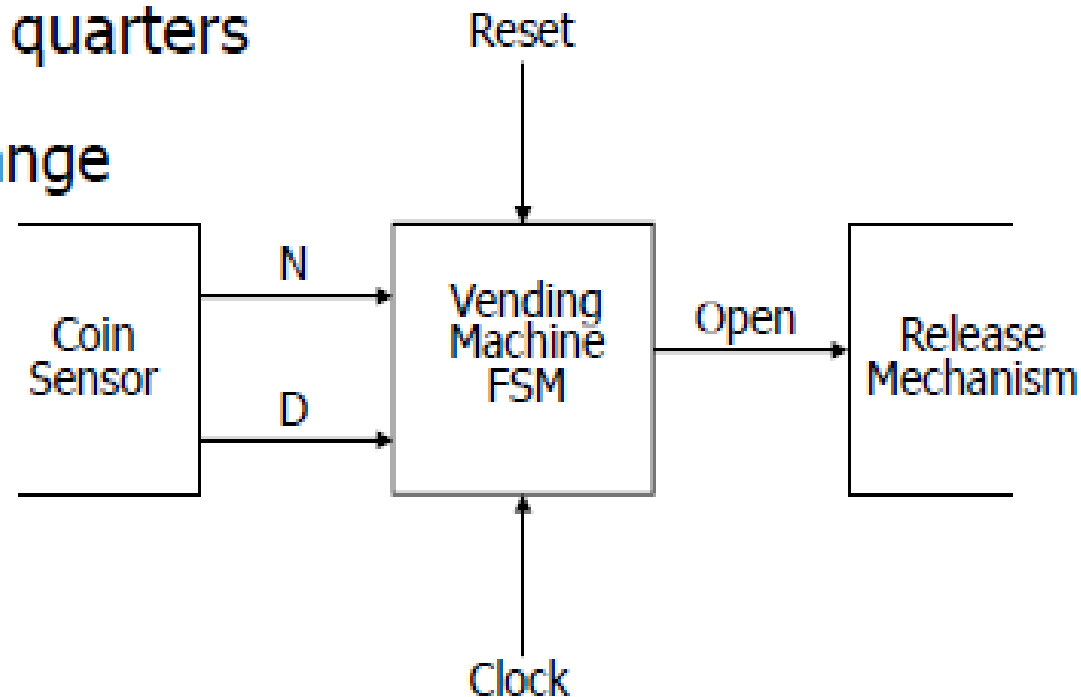 quarters
Reset
nge
N
Vending
Machine
FSM
Coin
Sensor
Open
Release
Mechanism
D
Clock